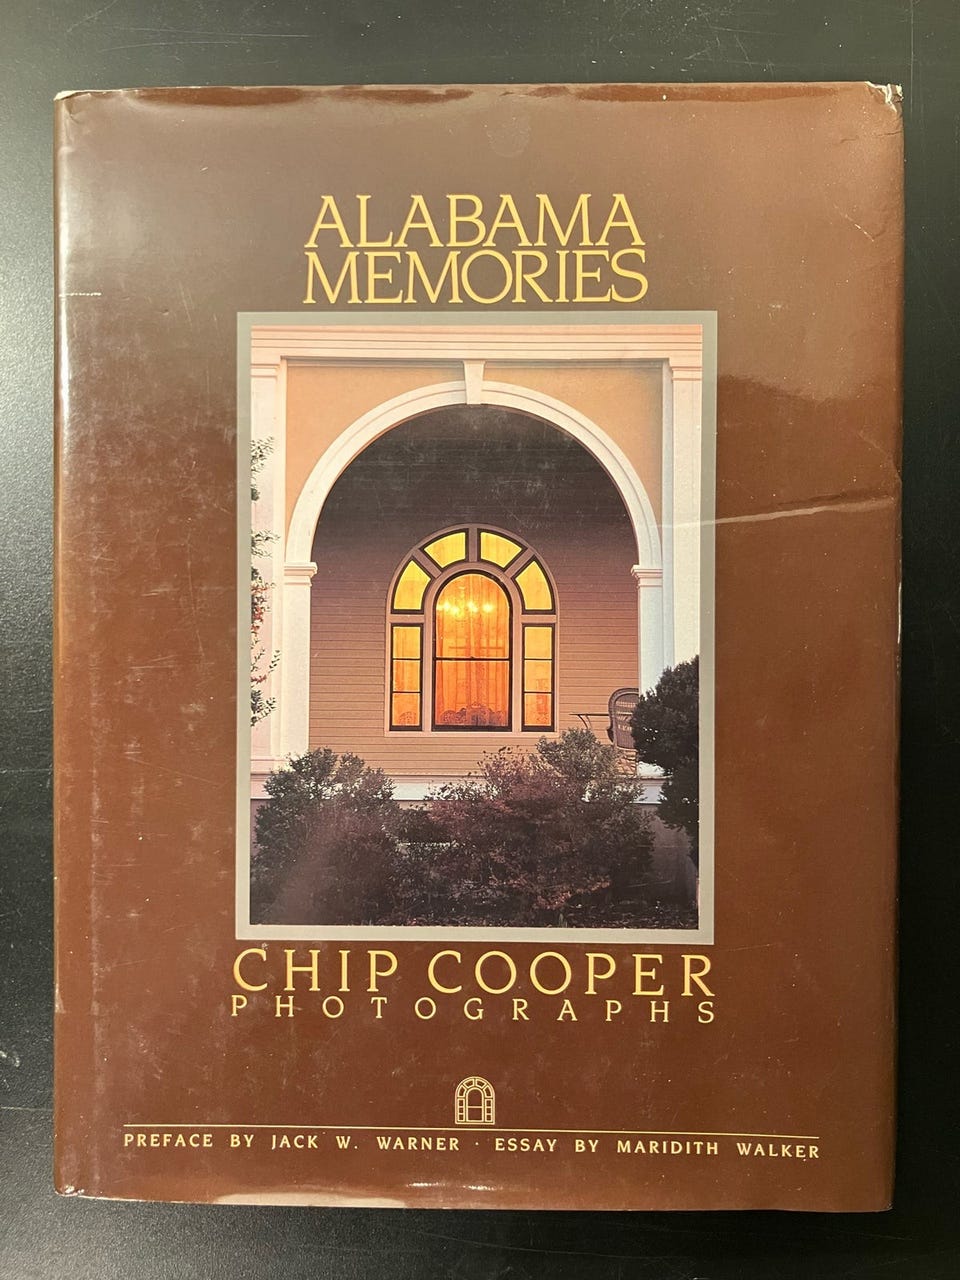 ALABAMA
MEMORIES
CHIP COOPER
PHOTOGRAPHS
PREFACE BY JACK W. WARNER · ESSAY BY MARIDITH WALKER